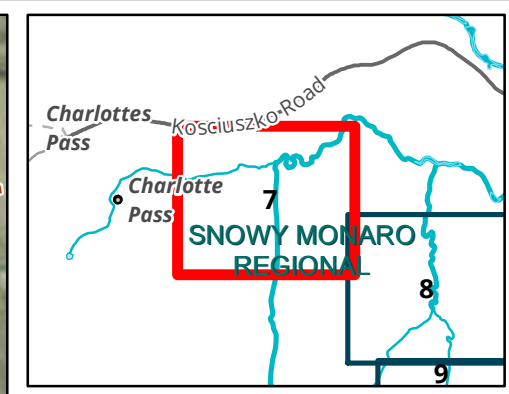 Charlottes
Pass
Kosciuszko Road
Charlotte
Pass
7
SNOWY MONARO
REGIONAL
8
9